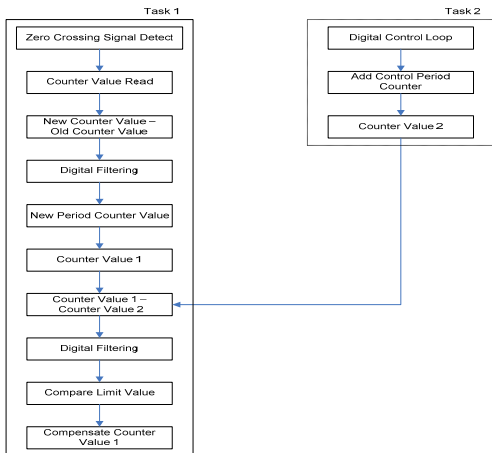 Task 1
Zero Crossing Signal Detect
Counter Value Read
New Counter Value –
Old Counter Value
Digital Filtering
New Period Counter Value
Counter Value 1
Counter Value 1 –
Counter Value 2
Digital Filtering
Compare Limit Value
Compensate Counter
Value 1
Task 2
Digital Control Loop
Add Control Period
Counter
Counter Value 2